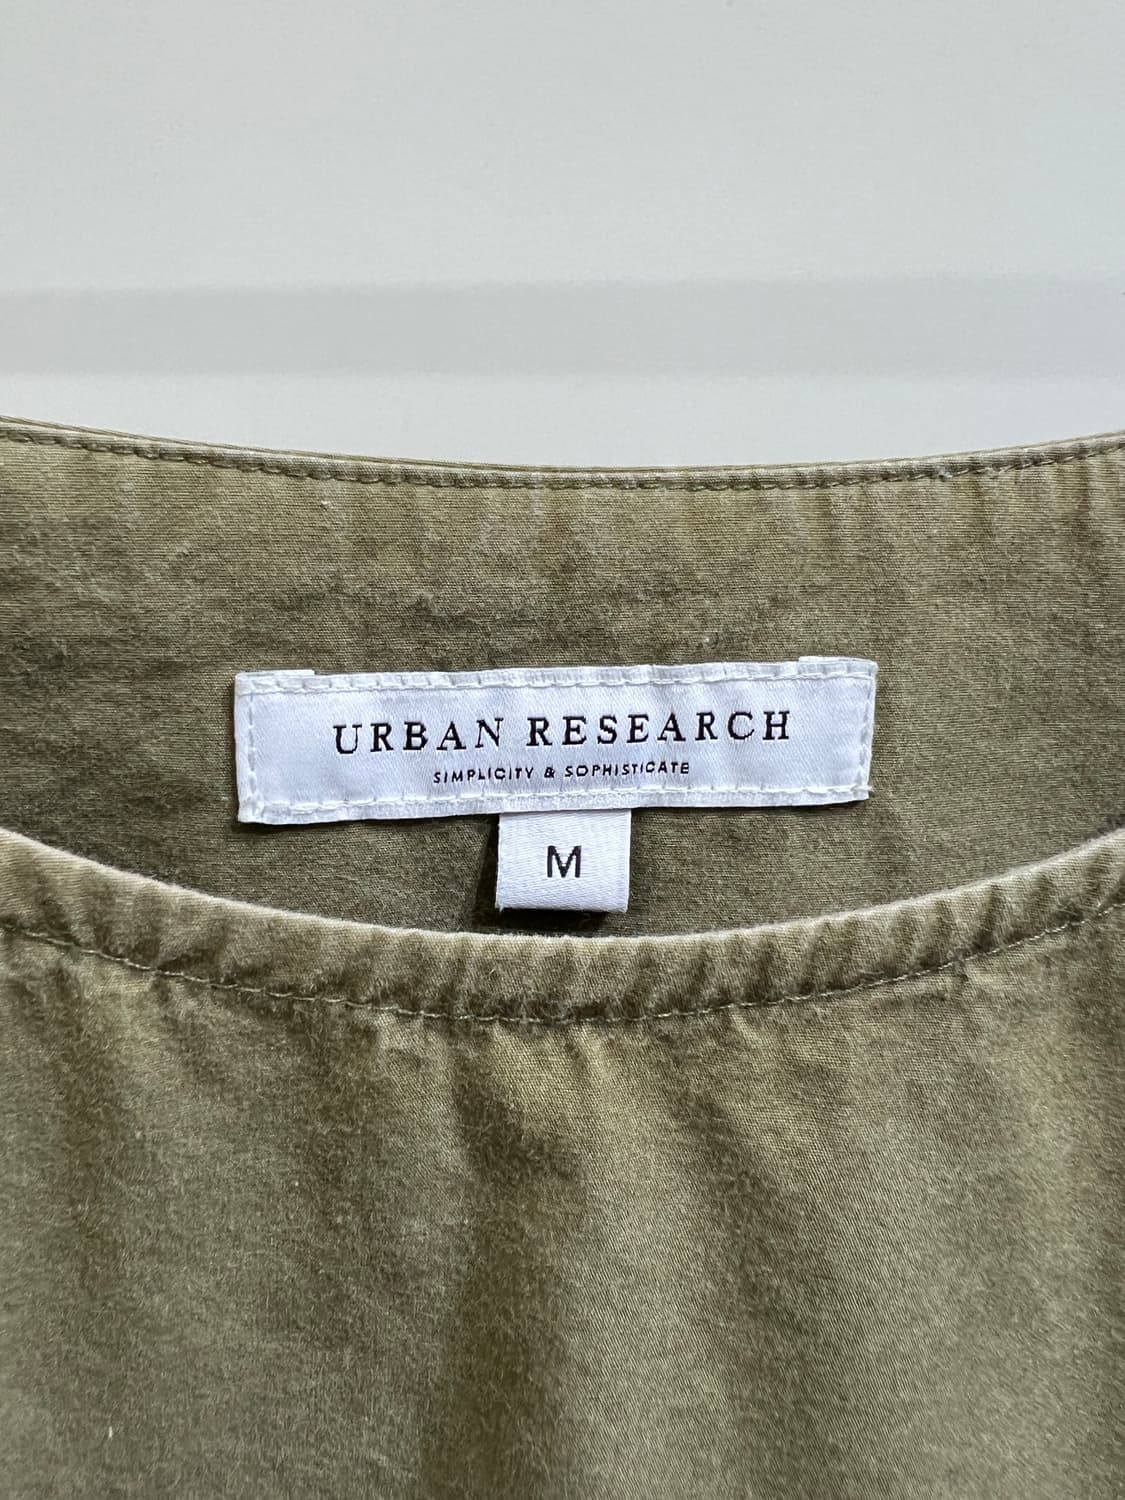 URBAN RESEARCH
SIMPLICITY & SOPHISTICATE
M